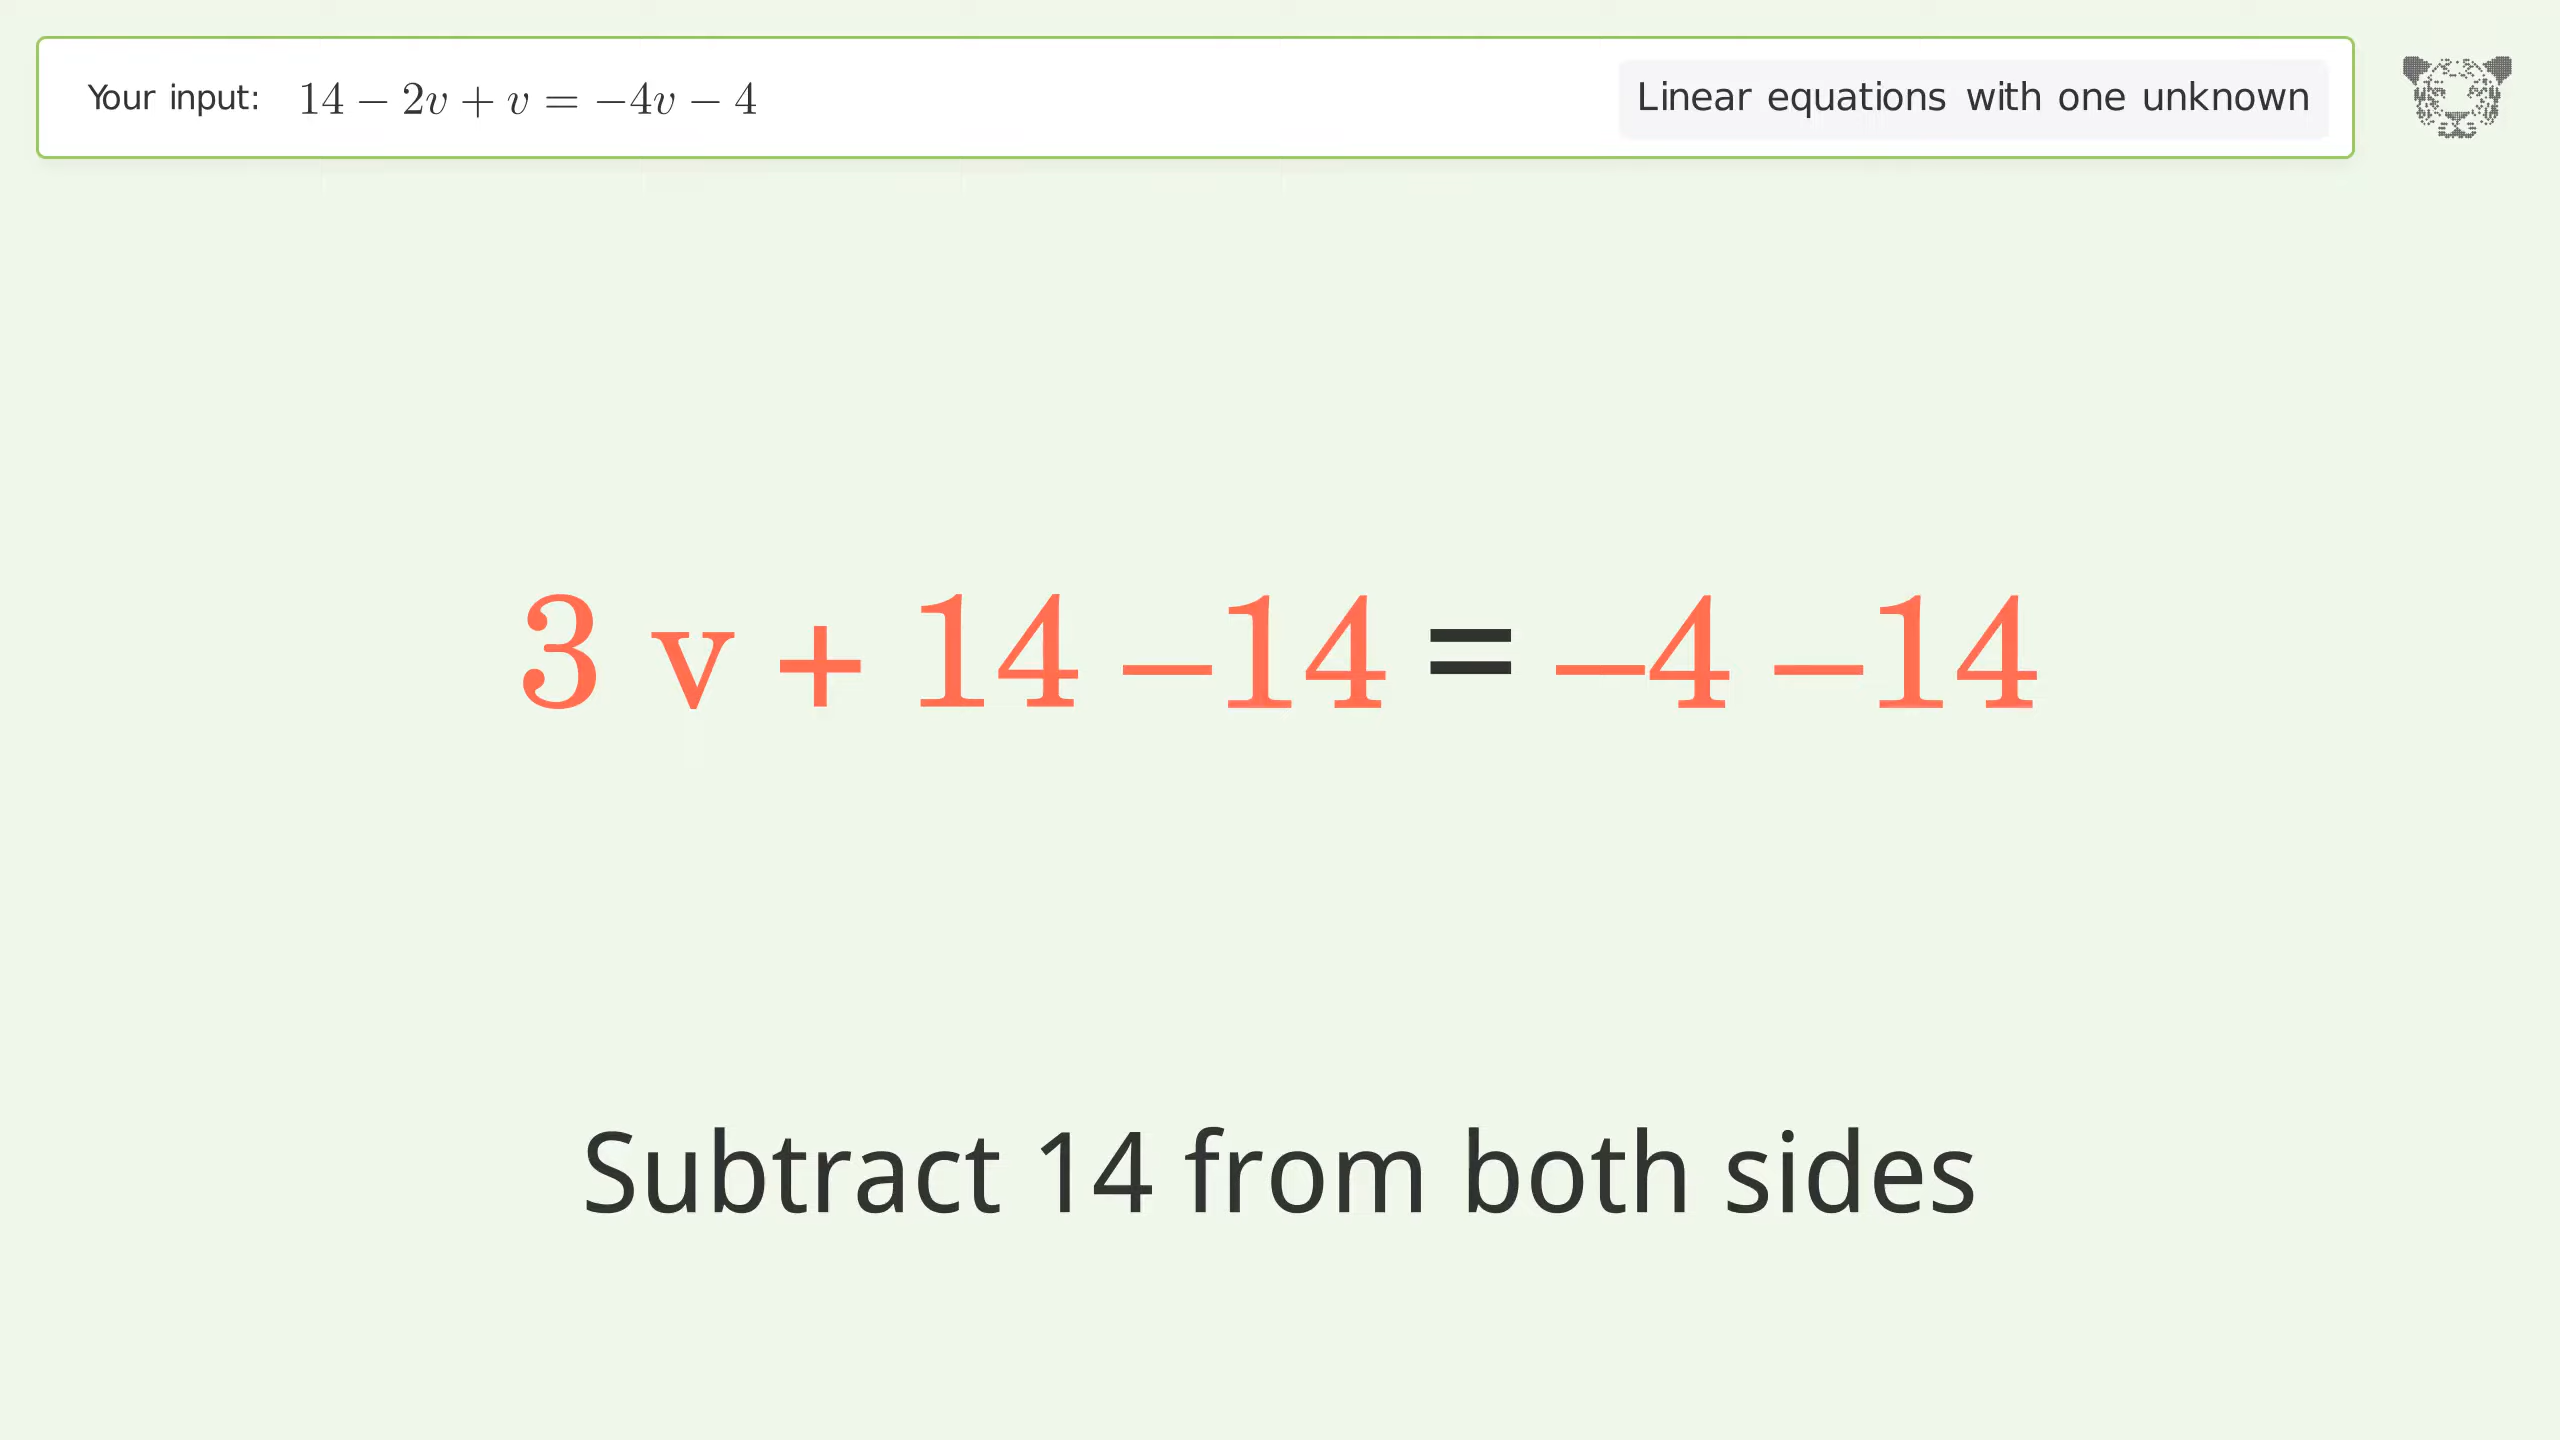 Your input: 14 − 2v + v = −4v − 4
Linear equations with one unknown
3 v + 14 −14 = −4 −14
Subtract 14 from both sides